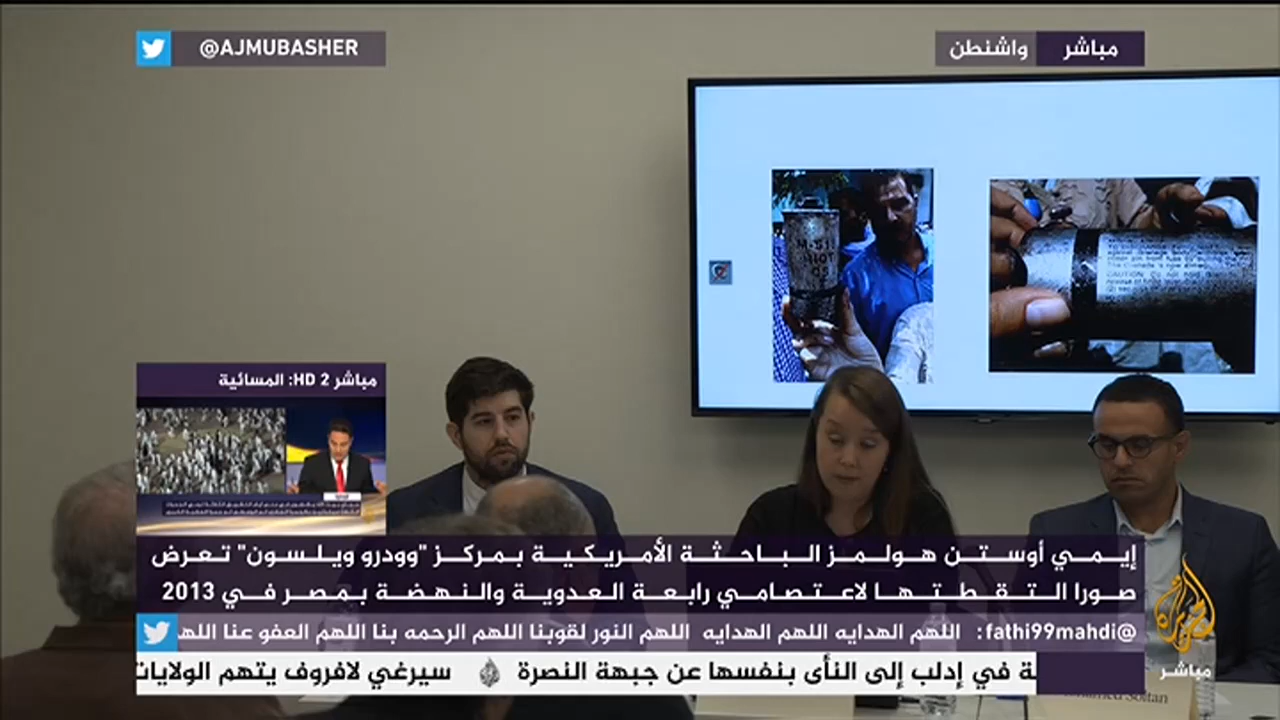 @AJMUBASHER
مباشر
واشنطن
CAUTION
مباشر HD 2: المسائية
إيمي أوستن هولمز الباحثة الأمريكية بمركز "وودرو ويلسون" تعرض
صورا التقطتها لاعتصامي رابعة العدوية والنهضة بمصر في 2013
@fathi99mahdi: اللهم الهدايه اللهم الهدايه اللهم النور لقوبنا اللهم الرحمه بنا اللهم العفو عنا اللهم
ة في إدلب إلى النأى بنفسها عن جبهة النصرة سيرغي لافروف يتهم الولايات
مباشر
Soltan